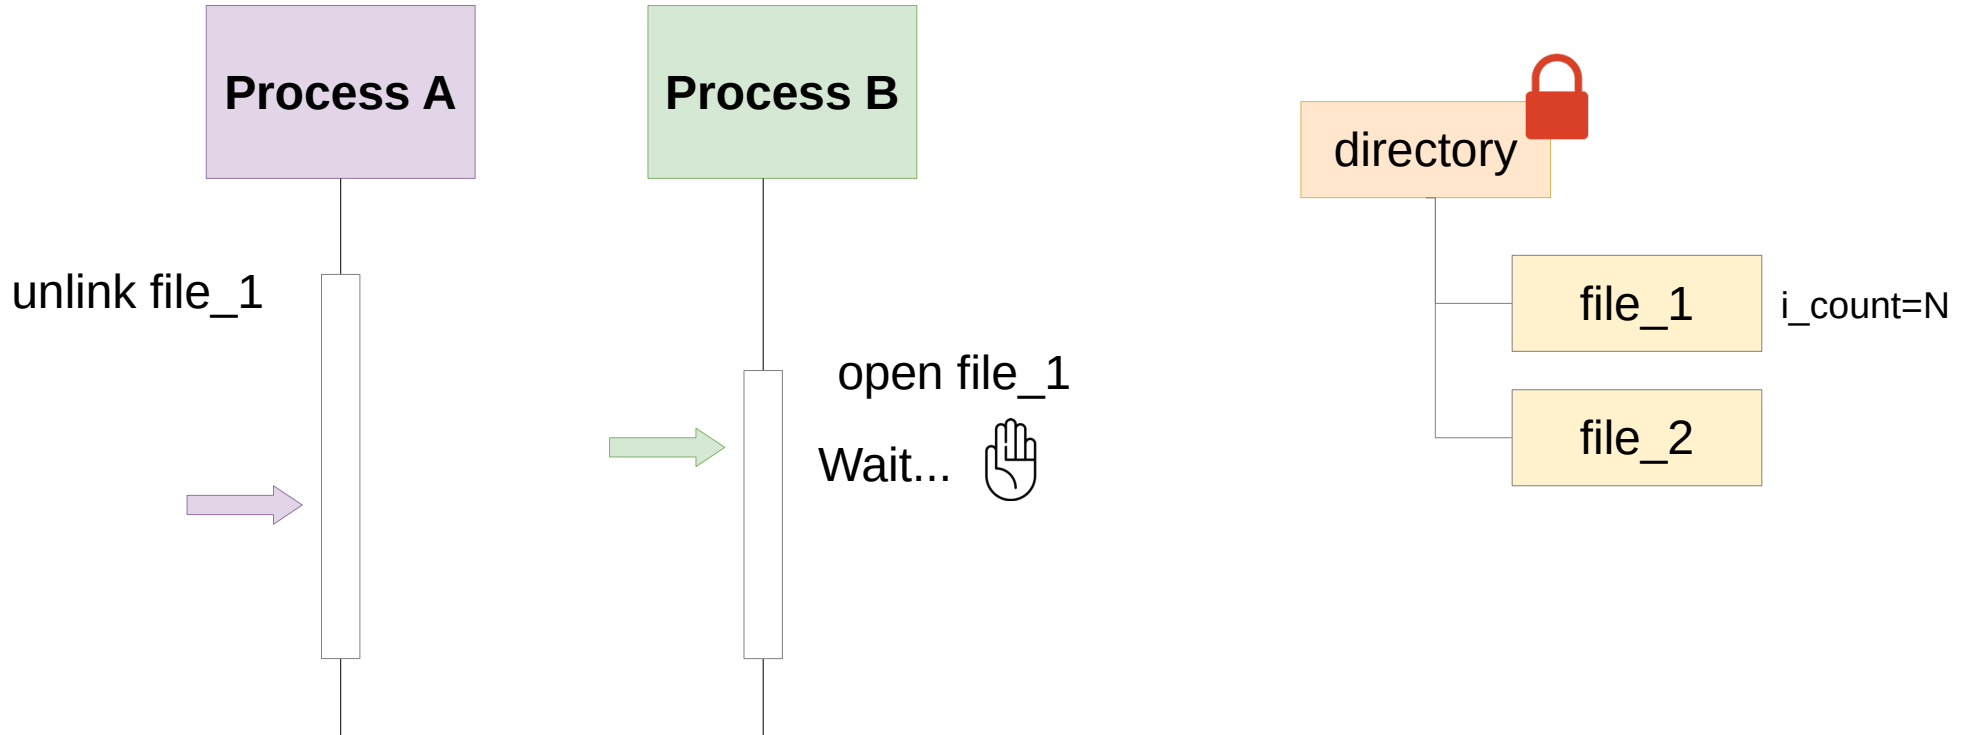 Process A
Process B
directory
unlink file_1
file_1
i_count=N
open file_1
file_2
Wait...